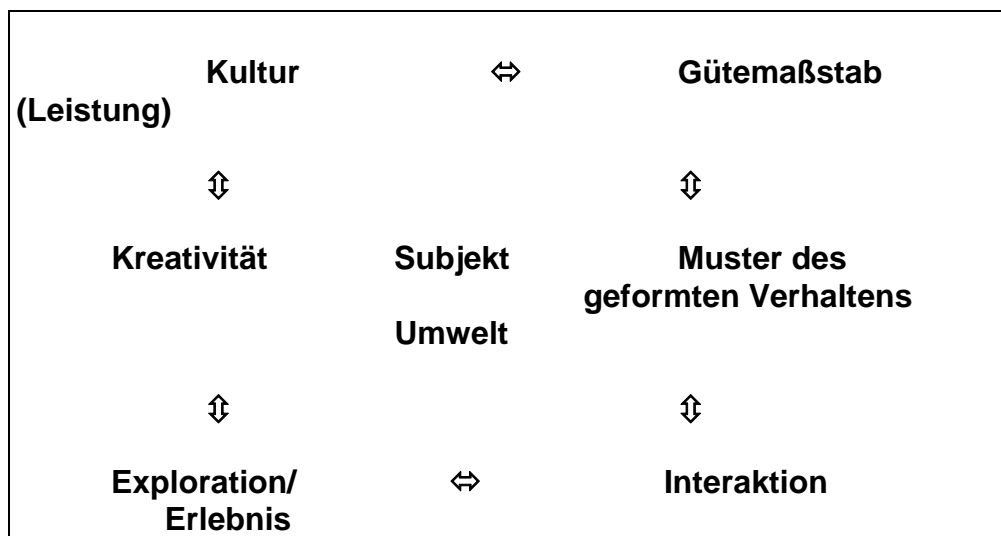 Kultur ⇔ Gütemaßstab
(Leistung)
⇕ ⇕
Kreativität Subjekt Muster des
geformten Verhaltens
Umwelt
⇕ ⇕
Exploration/ ⇔ Interaktion
Erlebnis